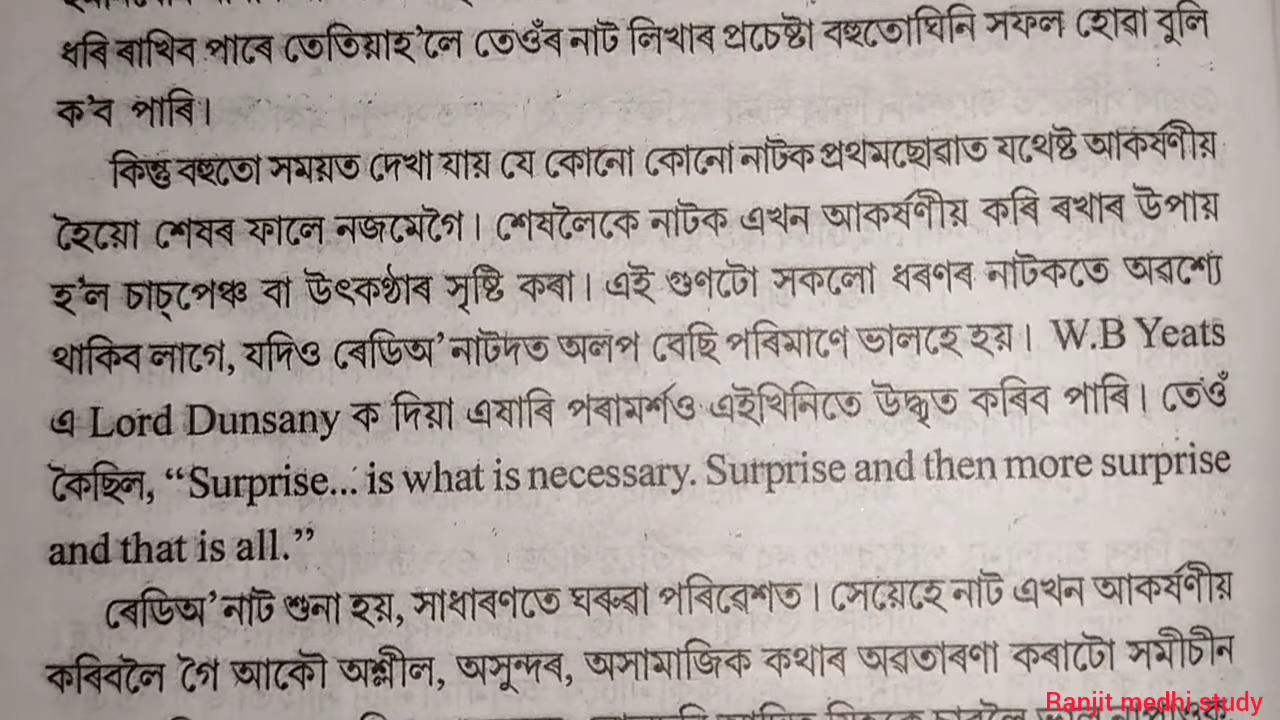 ধৰি ৰাখিব পাৰে তেতিয়াহ'লে তেওঁৰ নাট লিখাৰ প্ৰচেষ্টা বহুতোখিনি সফল হোৱা বুলি
ক'ব পাৰি।
কিন্তু বহুতো সময়ত দেখা যায় যে কোনো কোনো নাটক প্ৰথমছোৱাত যথেষ্ট আকৰ্ষণীয়
হৈয়ো শেষৰ ফালে নজমেগৈ। শেষলৈকে নাটক এখন আকৰ্ষণীয় কৰি ৰখাৰ উপায়
হ'ল চাচ্‌পেঞ্চ বা উৎকণ্ঠাৰ সৃষ্টি কৰা। এই গুণটো সকলো ধৰণৰ নাটকতে অৱশ্যে
থাকিব লাগে, যদিও ৰেডিঅ' নাটদত অলপ বেছি পৰিমাণে ভালহে হয়। W.B Yeats
এ Lord Dunsany ক দিয়া এষাৰি পৰামৰ্শও এইখিনিতে উদ্ধৃত কৰিব পাৰি। তেওঁ
কৈছিল, “Surprise... is what is necessary. Surprise and then more surprise
and that is all.”
ৰেডিঅ' নাট শুনা হয়, সাধাৰণতে ঘৰুৱা পৰিৱেশত। সেয়েহে নাট এখন আকৰ্ষণীয়
কৰিবলৈ গৈ আকৌ অশ্লীল, অসুন্দৰ, অসামাজিক কথাৰ অৱতাৰণা কৰাটো সমীচীন
Ranjit medhi study